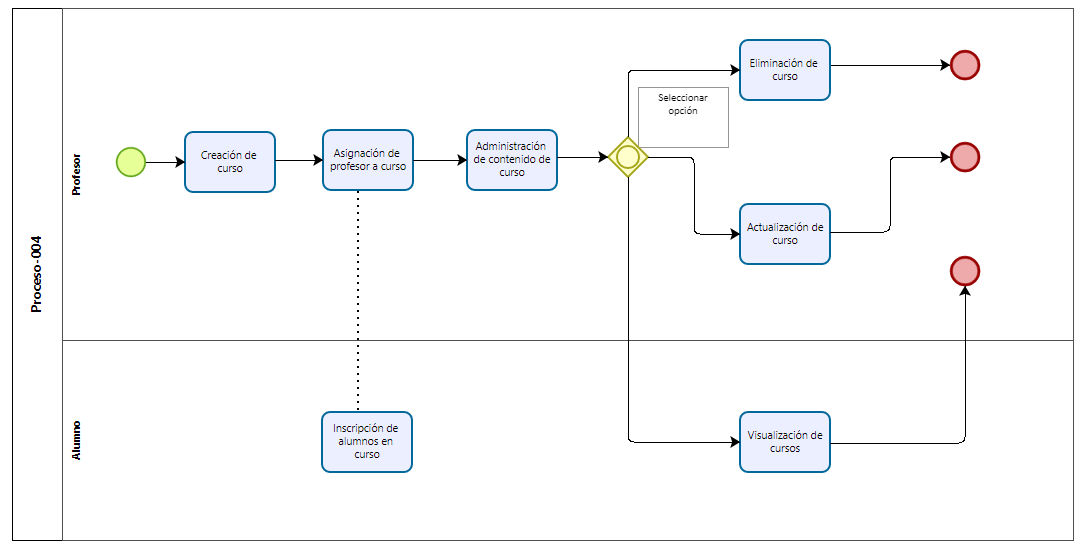 Proceso-004
Profesor
Creación de
curso
Asignación de
profesor a curso
Administración
de contenido de
curso
Seleccionar
opción
Eliminación de
curso
Actualización de
curso
Alumno
Inscripción de
alumnos en
curso
Visualización de
cursos